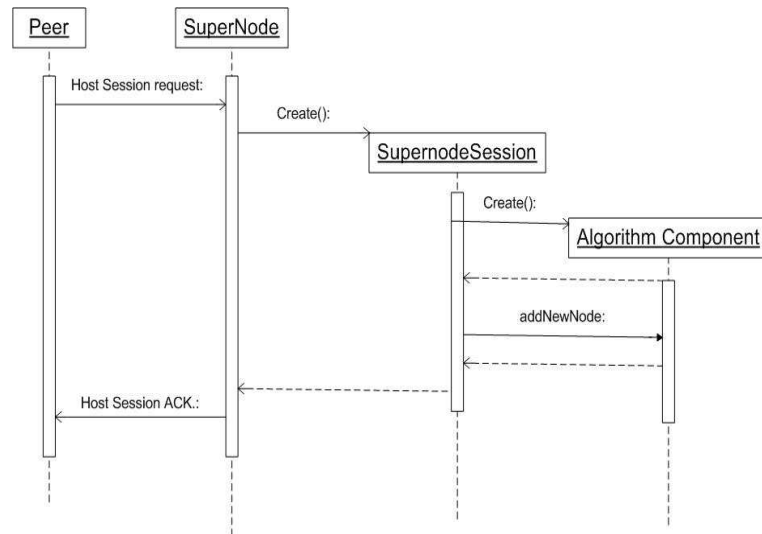 Peer
SuperNode
Host Session request:
Create():
SupernodeSession
Create():
Algorithm Component
addNewNode:
Host Session ACK.: